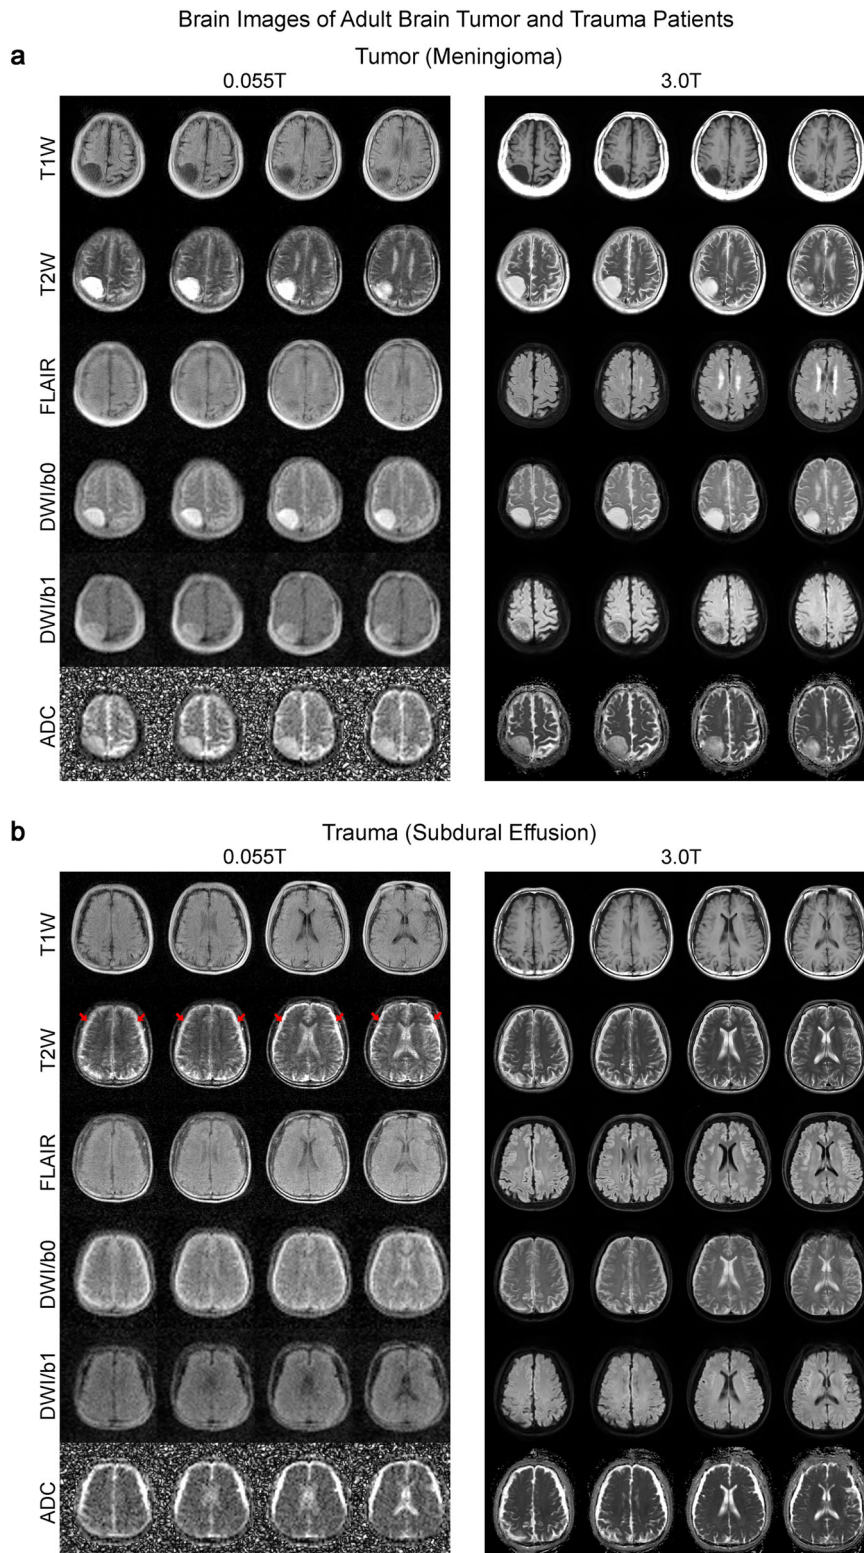 Brain Images of Adult Brain Tumor and Trauma Patients
a
Tumor (Meningioma)
0.055T
3.0T
T1W
T2W
FLAIR
DWI/b0
DWI/b1
ADC
b
Trauma (Subdural Effusion)
0.055T
3.0T
T1W
T2W
FLAIR
DWI/b0
DWI/b1
ADC